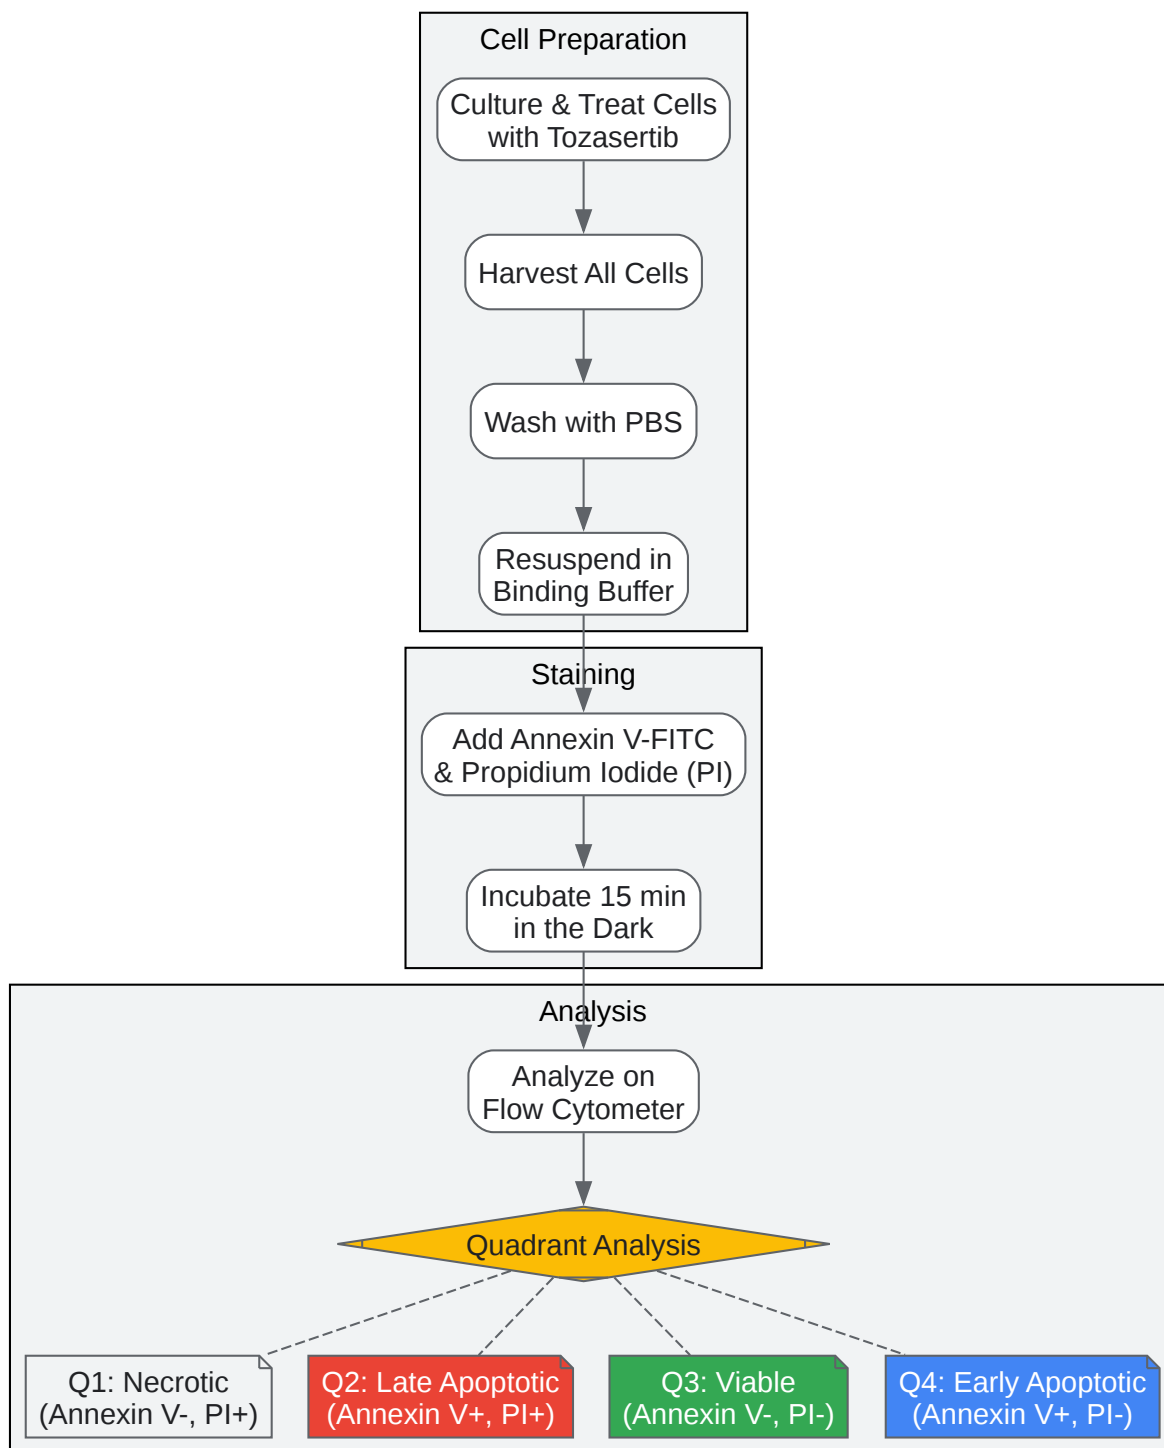 Cell Preparation
Culture & Treat Cells
with Tozasertib
Harvest All Cells
Wash with PBS
Resuspend in
Binding Buffer
Staining
Add Annexin V-FITC
& Propidium Iodide (PI)
Incubate 15 min
in the Dark
Analysis
Analyze on
Flow Cytometer
Quadrant Analysis
Q1: Necrotic
(Annexin V-, PI+)
Q2: Late Apoptotic
(Annexin V+, PI+)
Q3: Viable
(Annexin V-, PI-)
Q4: Early Apoptotic
(Annexin V+, PI-)